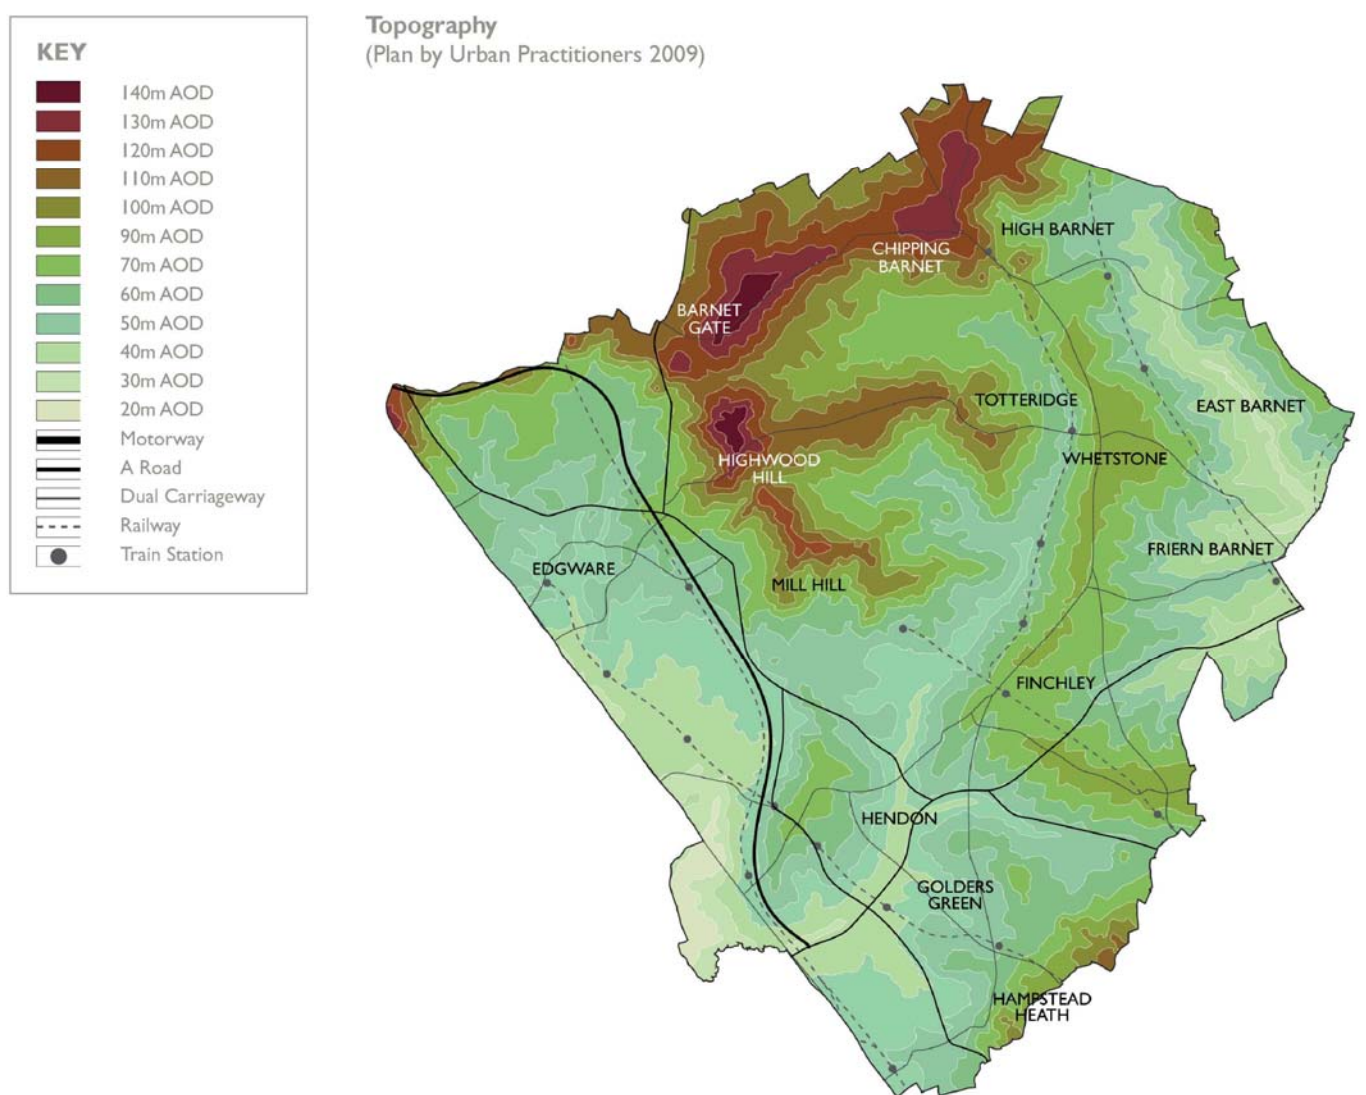 Topography
(Plan by Urban Practitioners 2009)
KEY
140m AOD
130m AOD
120m AOD
110m AOD
100m AOD
90m AOD
70m AOD
60m AOD
50m AOD
40m AOD
30m AOD
20m AOD
Motorway
A Road
Dual Carriageway
Railway
Train Station
HIGH BARNET
CHIPPING
BARNET
BARNET
GATE
TOTTERIDGE
EAST BARNET
WHETSTONE
HIGHWOOD
HILL
FRIERN BARNET
EDGWARE
MILL HILL
FINCHLEY
HENDON
GOLDERS
GREEN
HAMPSTEAD
HEATH